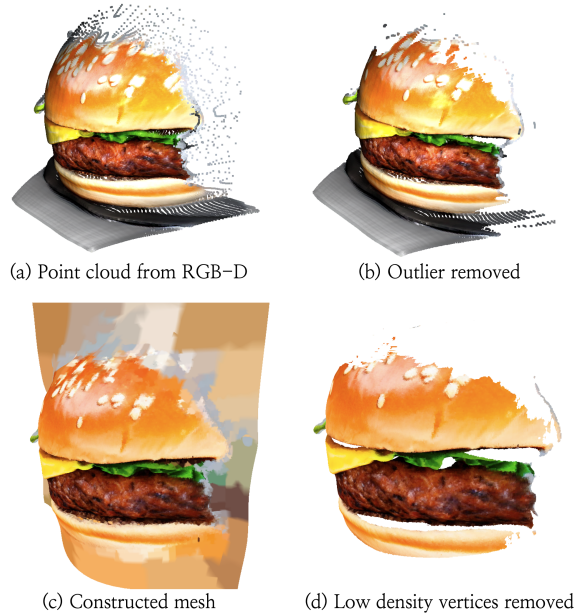 (a) Point cloud from RGB-D
(b) Outlier removed
(c) Constructed mesh
(d) Low density vertices removed